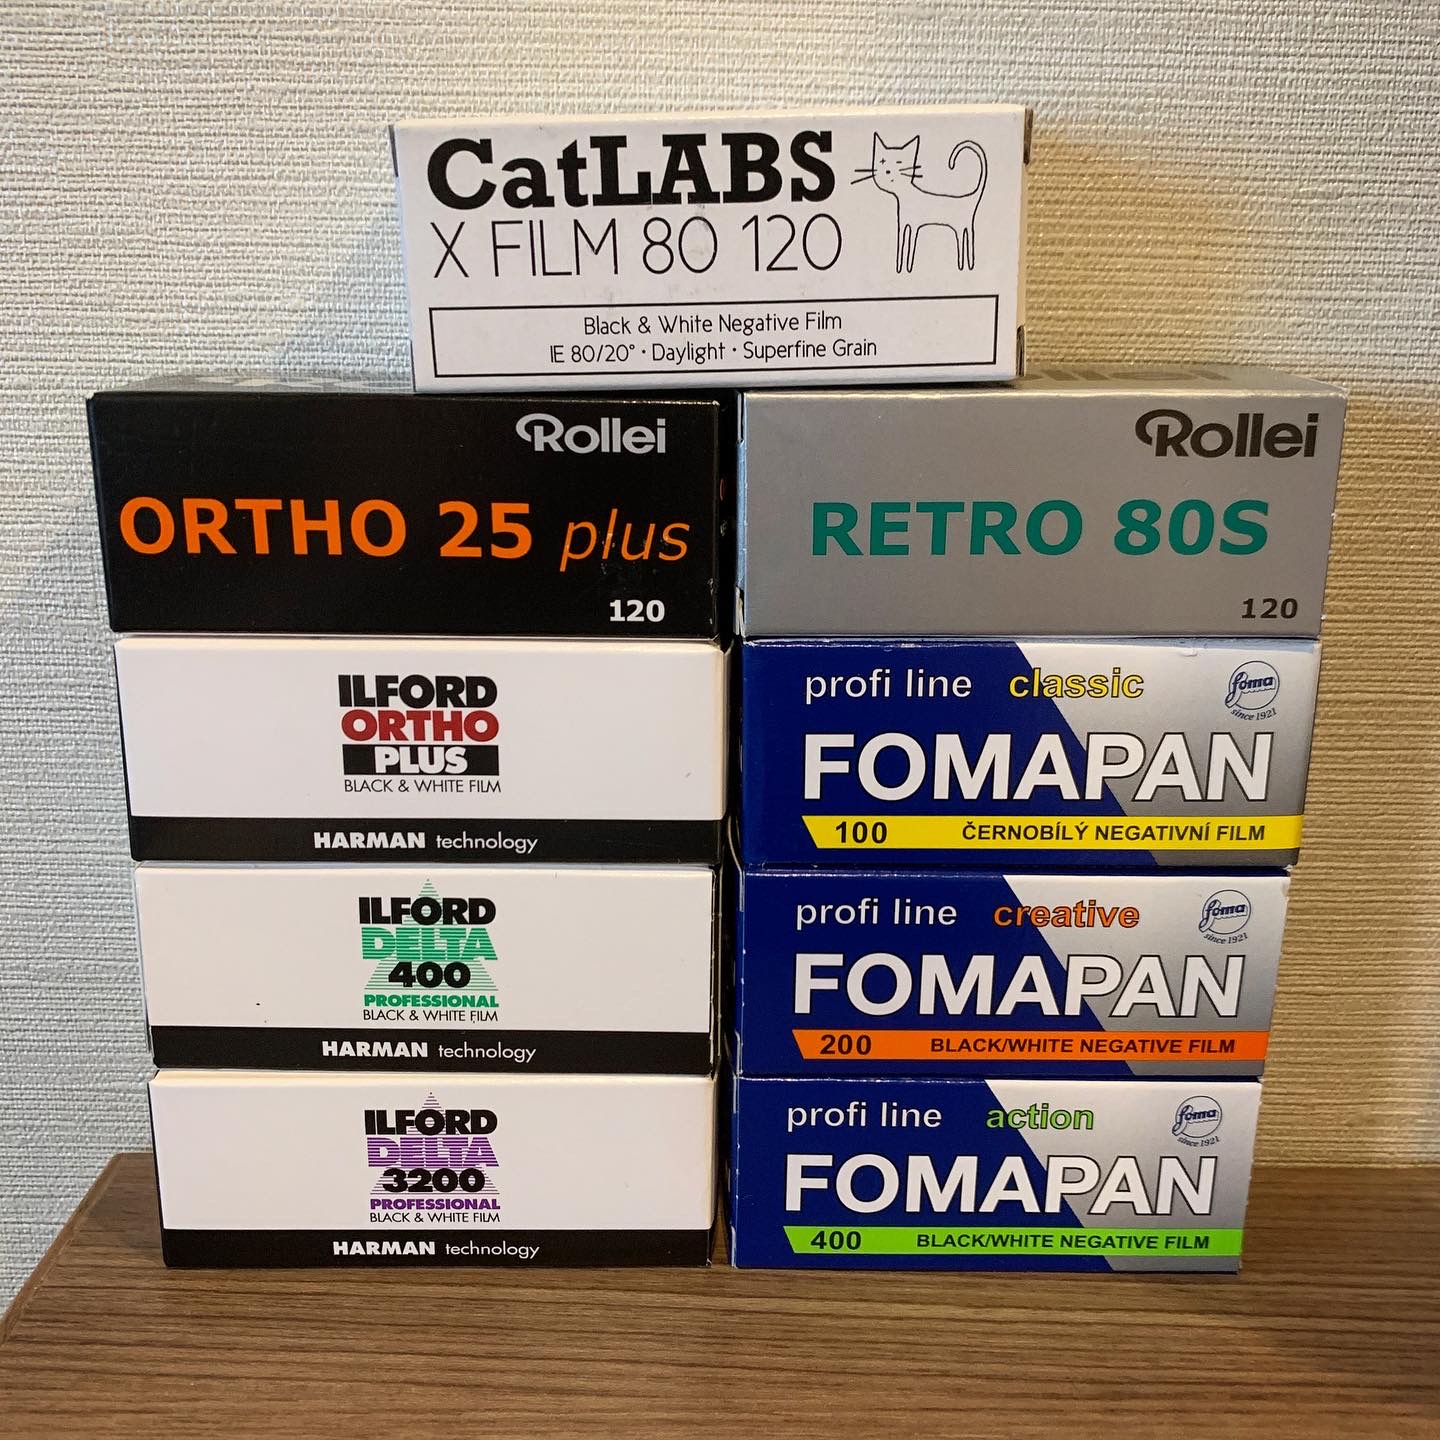 CatLABS
X FILM 80 120
Black & White Negative Film
IE 80/20° · Daylight · Superfine Grain
Rollei
ORTHO 25 plus
120
Rollei
RETRO 80S
120
ILFORD
ORTHO
PLUS
BLACK & WHITE FILM
HARMAN technology
profi line classic
foma
since 1921
FOMAPAN
100 ČERNOBÍLÝ NEGATIVNÍ FILM
ILFORD
DELTA
400
PROFESSIONAL
BLACK & WHITE FILM
HARMAN technology
profi line creative
foma
since 1921
FOMAPAN
200 BLACK/WHITE NEGATIVE FILM
ILFORD
DELTA
3200
PROFESSIONAL
BLACK & WHITE FILM
HARMAN technology
profi line action
foma
since 1921
FOMAPAN
400 BLACK/WHITE NEGATIVE FILM